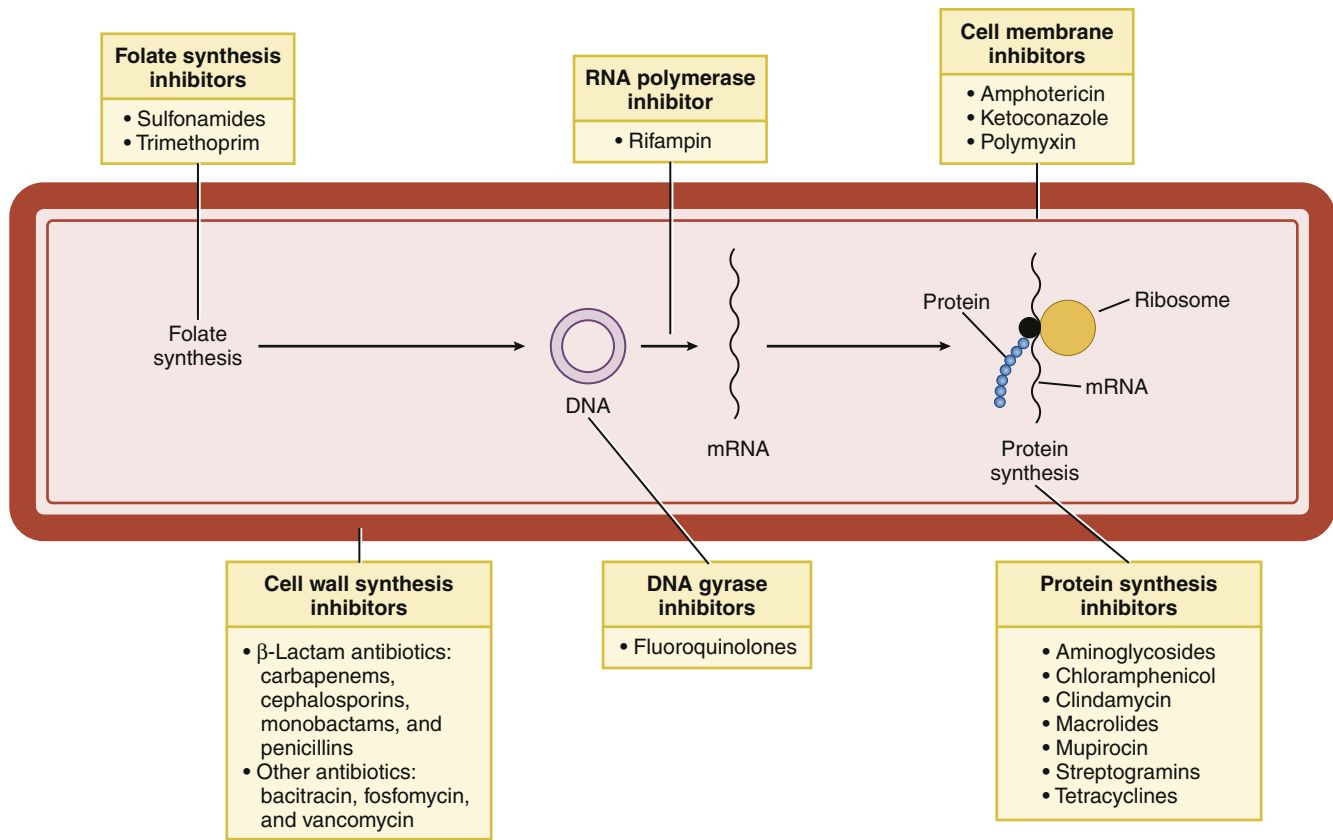 Folate synthesis
inhibitors
• Sulfonamides
• Trimethoprim
RNA polymerase
inhibitor
• Rifampin
Cell membrane
inhibitors
• Amphotericin
• Ketoconazole
• Polymyxin
Folate
synthesis
DNA
mRNA
Protein
Ribosome
mRNA
Protein
synthesis
Cell wall synthesis
inhibitors
• β-Lactam antibiotics:
carbapenems,
cephalosporins,
monobactams, and
penicillins
• Other antibiotics:
bacitracin, fosfomycin,
and vancomycin
DNA gyrase
inhibitors
• Fluoroquinolones
Protein synthesis
inhibitors
• Aminoglycosides
• Chloramphenicol
• Clindamycin
• Macrolides
• Mupirocin
• Streptogramins
• Tetracyclines